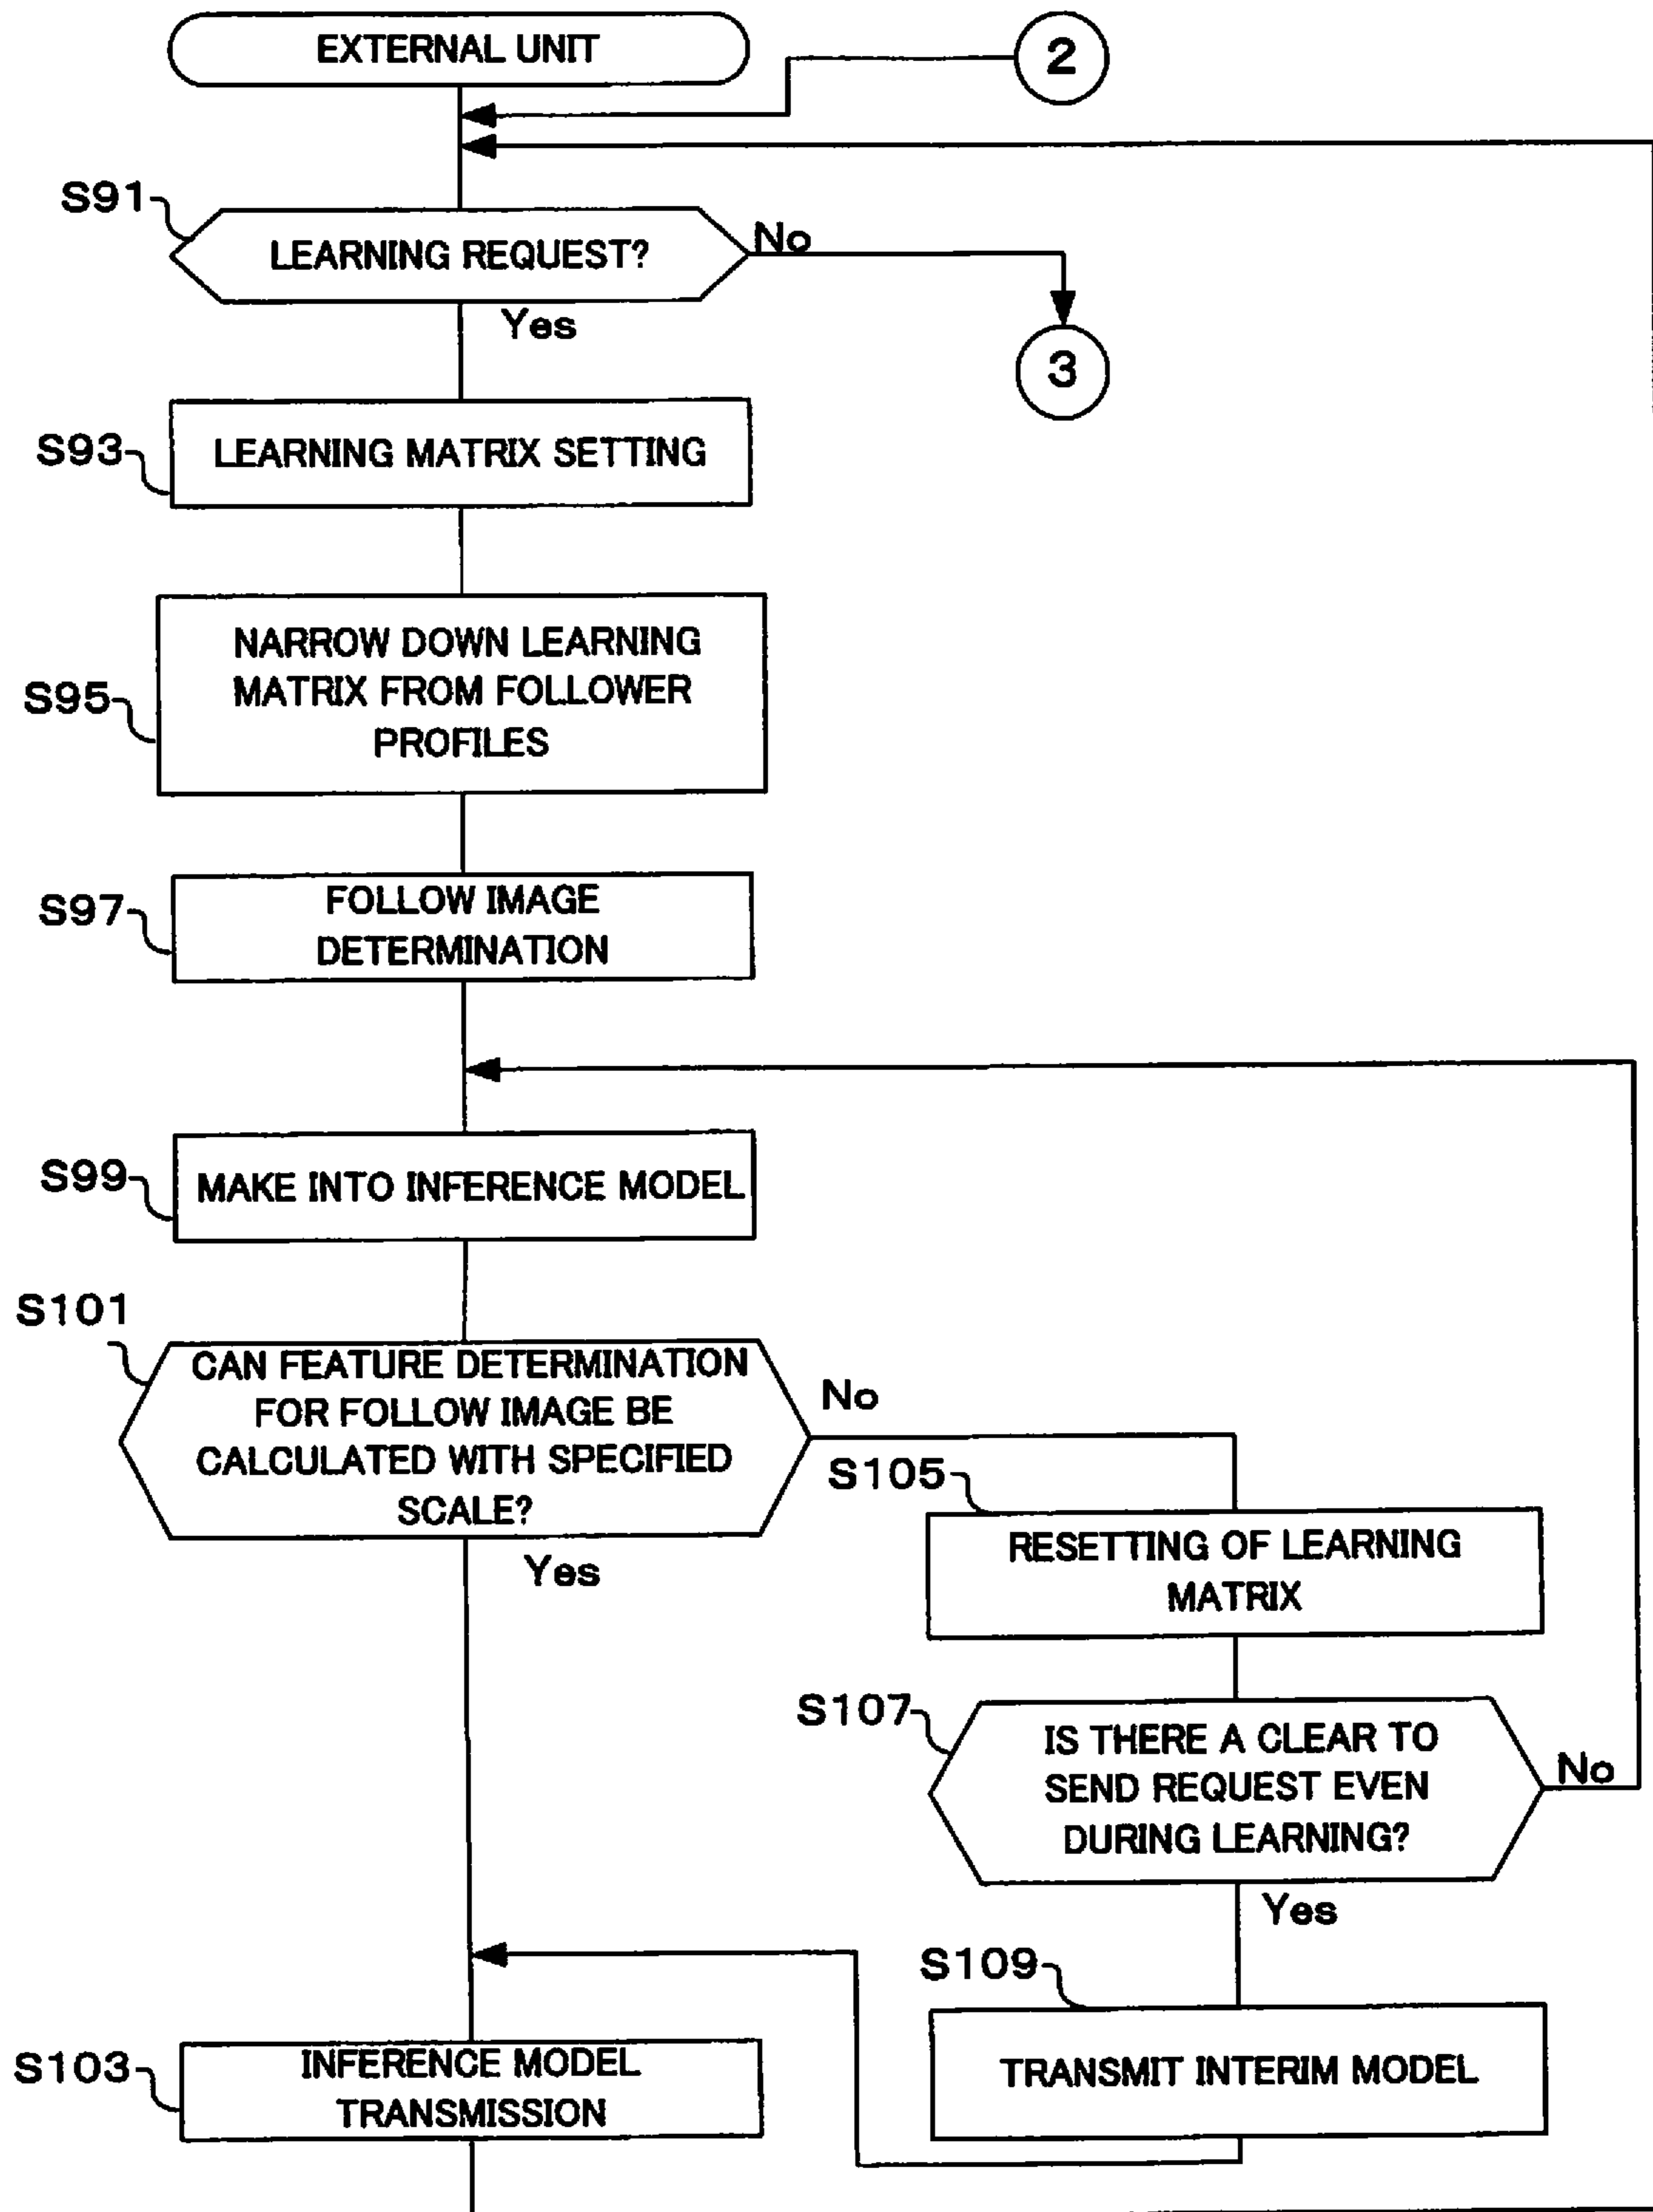 EXTERNAL UNIT
2
S91
LEARNING REQUEST?
No
Yes
3
S93
LEARNING MATRIX SETTING
S95
NARROW DOWN LEARNING
MATRIX FROM FOLLOWER
PROFILES
S97
FOLLOW IMAGE
DETERMINATION
S99
MAKE INTO INFERENCE MODEL
S101
CAN FEATURE DETERMINATION
FOR FOLLOW IMAGE BE
CALCULATED WITH SPECIFIED
SCALE?
No
Yes
S105
RESETTING OF LEARNING
MATRIX
S107
IS THERE A CLEAR TO
SEND REQUEST EVEN
DURING LEARNING?
No
Yes
S109
TRANSMIT INTERIM MODEL
S103
INFERENCE MODEL
TRANSMISSION